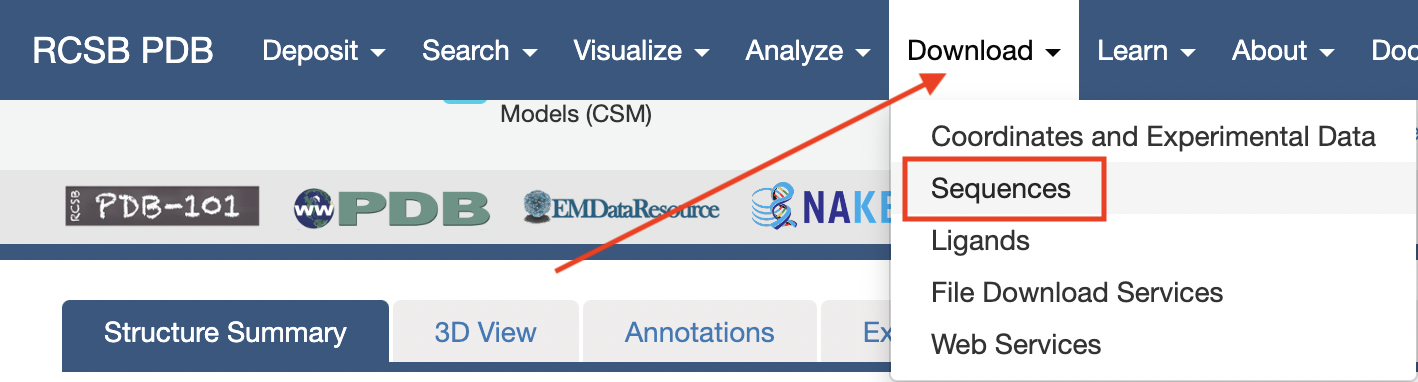 RCSB PDB Deposit Search Visualize Analyze Download Learn About Doc
Models (CSM)
Coordinates and Experimental Data
RCSB PDB-101 wwPDB EMDataResource NAKE
Sequences
Ligands
File Download Services
Structure Summary 3D View Annotations Ex
Web Services